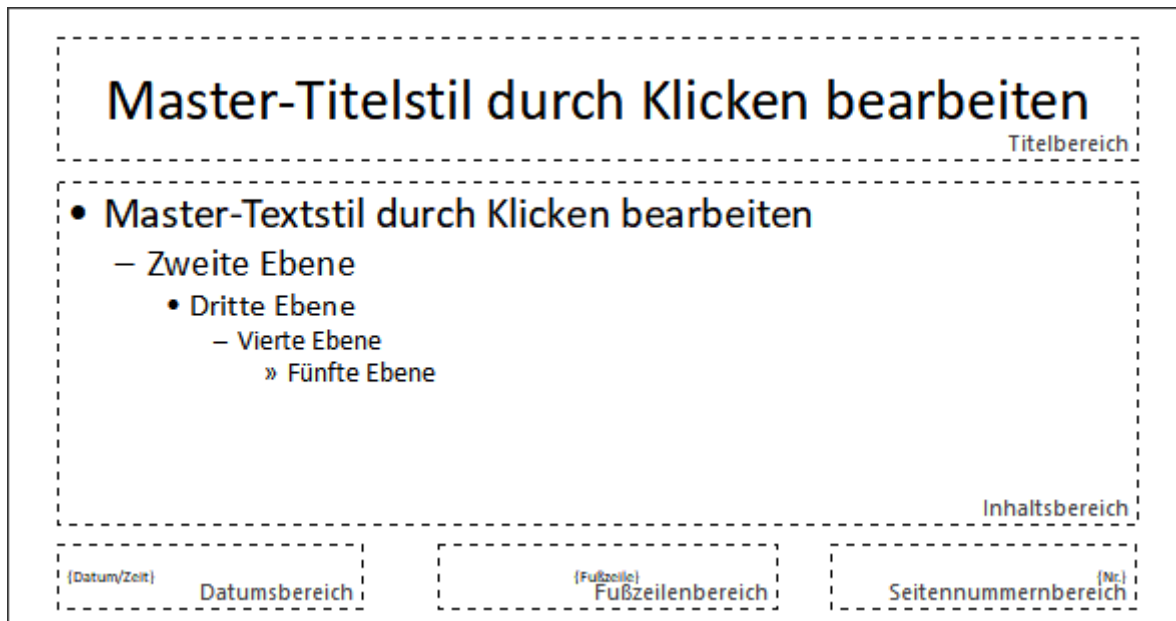 Master-Titelstil durch Klicken bearbeiten
Titelbereich
• Master-Textstil durch Klicken bearbeiten
– Zweite Ebene
• Dritte Ebene
– Vierte Ebene
» Fünfte Ebene
Inhaltsbereich
{Datum/Zeit}
Datumsbereich
{Fußzeile}
Fußzeilenbereich
{Nr.}
Seitennummernbereich